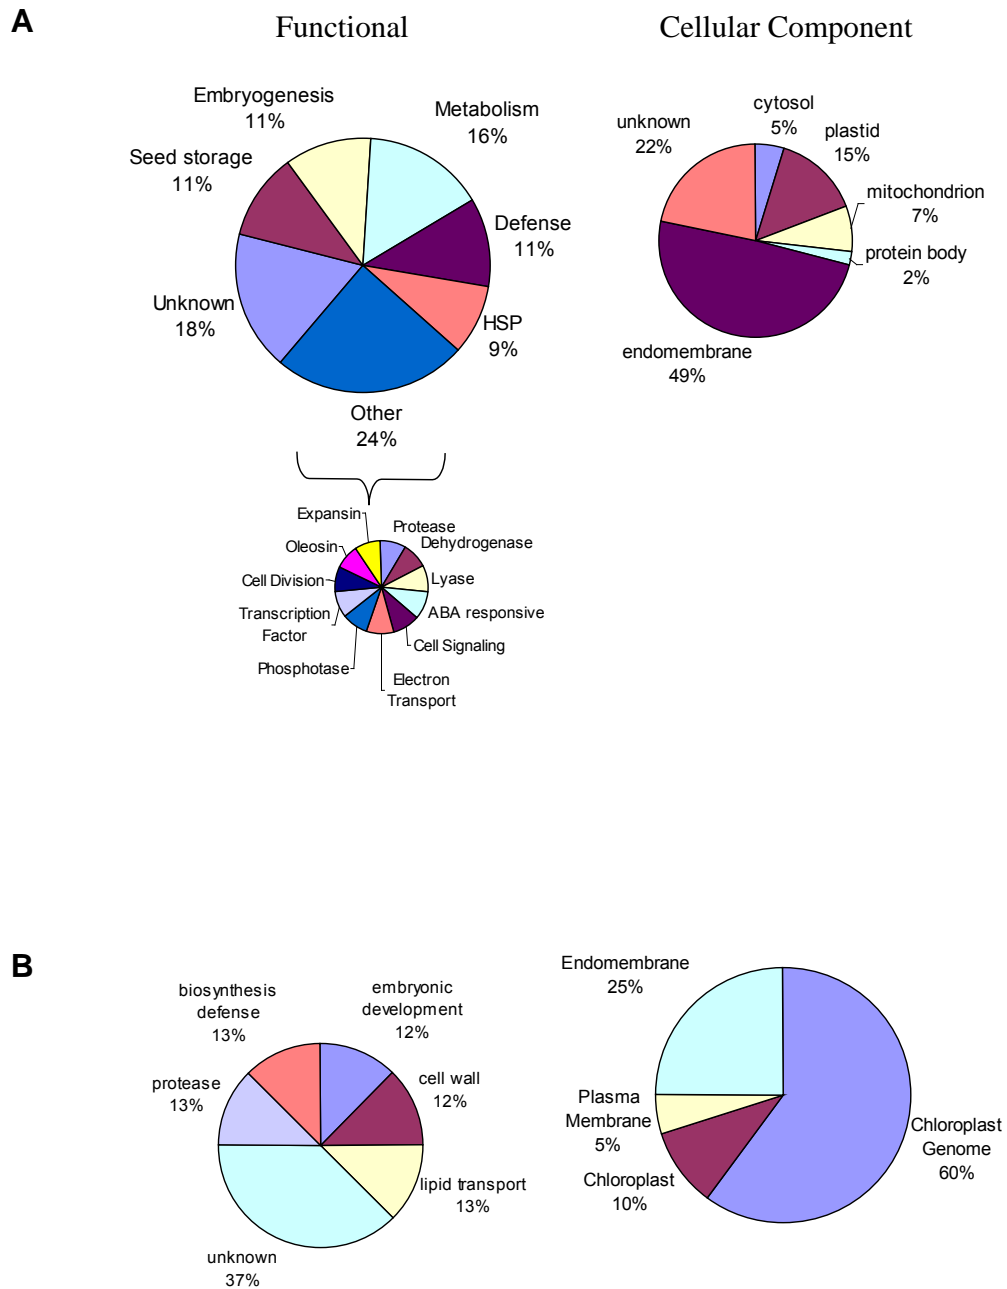 A
Functional
Cellular Component
Embryogenesis
11%
Metabolism
16%
Seed storage
11%
Defense
11%
Unknown
18%
HSP
9%
Other
24%
cytosol
5%
unknown
22%
plastid
15%
mitochondrion
7%
protein body
2%
endomembrane
49%
Expansin
Protease
Dehydrogenase
Oleosin
Lyase
Cell Division
ABA responsive
Transcription
Factor
Cell Signaling
Phosphotase
Electron
Transport
B
biosynthesis
defense
13%
embryonic
development
12%
protease
13%
cell wall
12%
lipid transport
13%
unknown
37%
Endomembrane
25%
Plasma
Membrane
5%
Chloroplast
10%
Chloroplast
Genome
60%